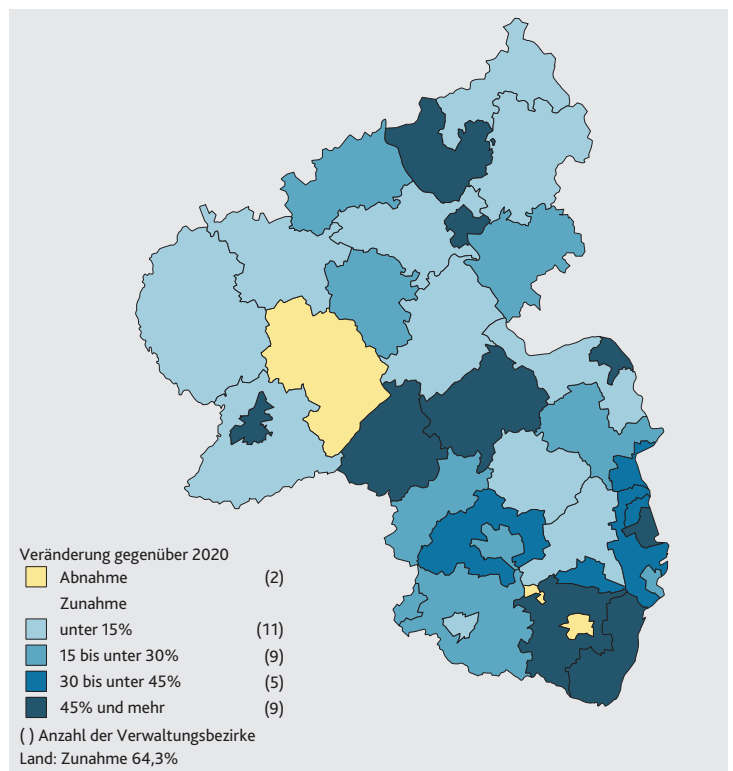 Veränderung gegenüber 2020
Abnahme (2)
Zunahme
unter 15% (11)
15 bis unter 30% (9)
30 bis unter 45% (5)
45% und mehr (9)
( ) Anzahl der Verwaltungsbezirke
Land: Zunahme 64,3%